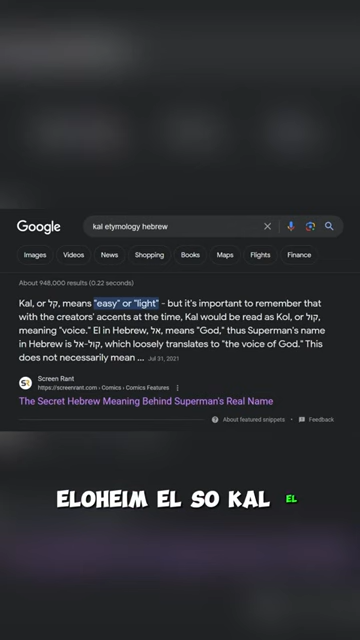 Google
kal etymology hebrew
Images Videos News Shopping Books Maps Flights Finance
About 948,000 results (0.22 seconds)
Kal, or קל, means "easy" or "light" - but it's important to remember that
with the creators' accents at the time, Kal would be read as Kol, or קול,
meaning "voice." El in Hebrew, אל, means "God," thus Superman's name
in Hebrew is קול-אל, which loosely translates to "the voice of God." This
does not necessarily mean ... Jul 31, 2021
SR
Screen Rant
https://screenrant.com › Comics › Comics Features
The Secret Hebrew Meaning Behind Superman's Real Name
About featured snippets • Feedback
ELOHEIM EL SO KAL EL